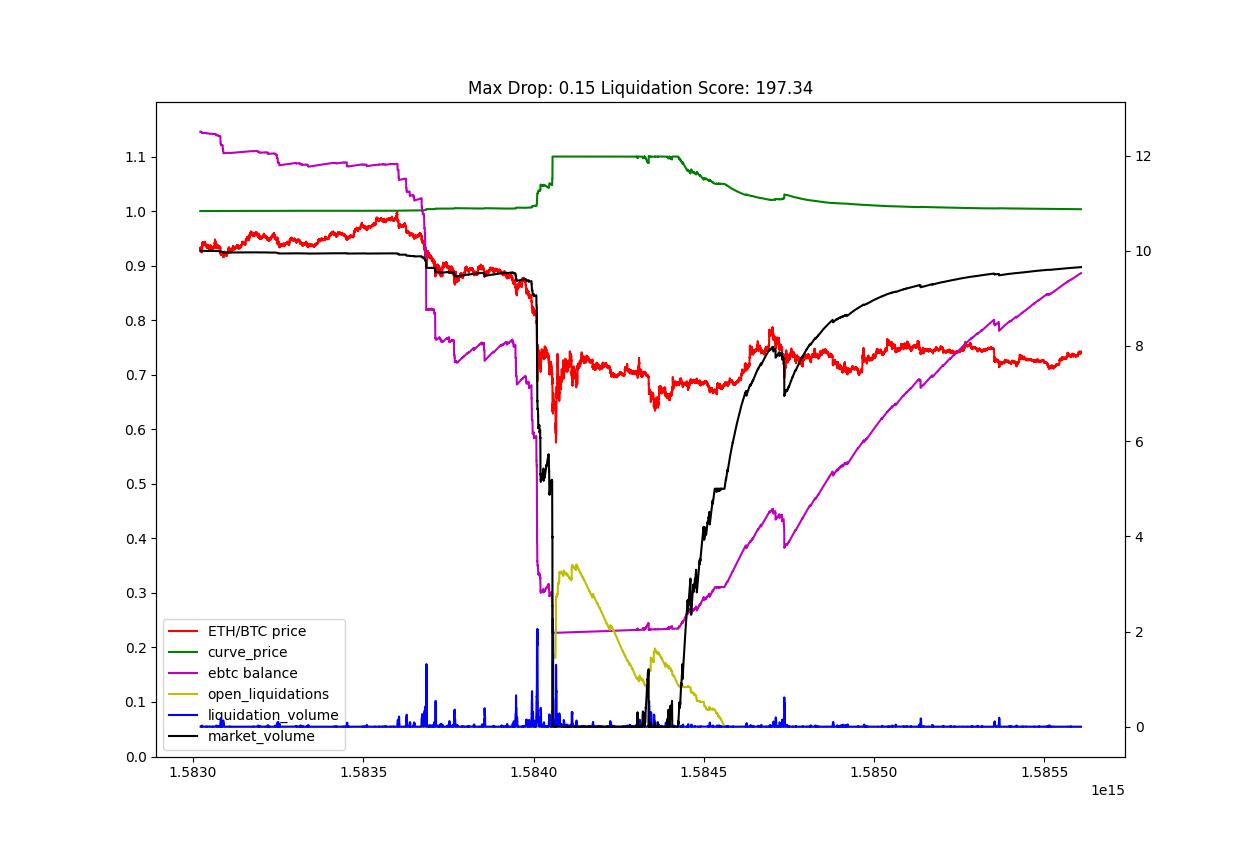 Max Drop: 0.15 Liquidation Score: 197.34
1.1
1.0
0.9
0.8
0.7
0.6
0.5
0.4
0.3
0.2
0.1
0.0
12
10
8
6
4
2
0
ETH/BTC price
curve_price
ebtc balance
open_liquidations
liquidation_volume
market_volume
1.5830 1.5835 1.5840 1.5845 1.5850 1.5855
1e15